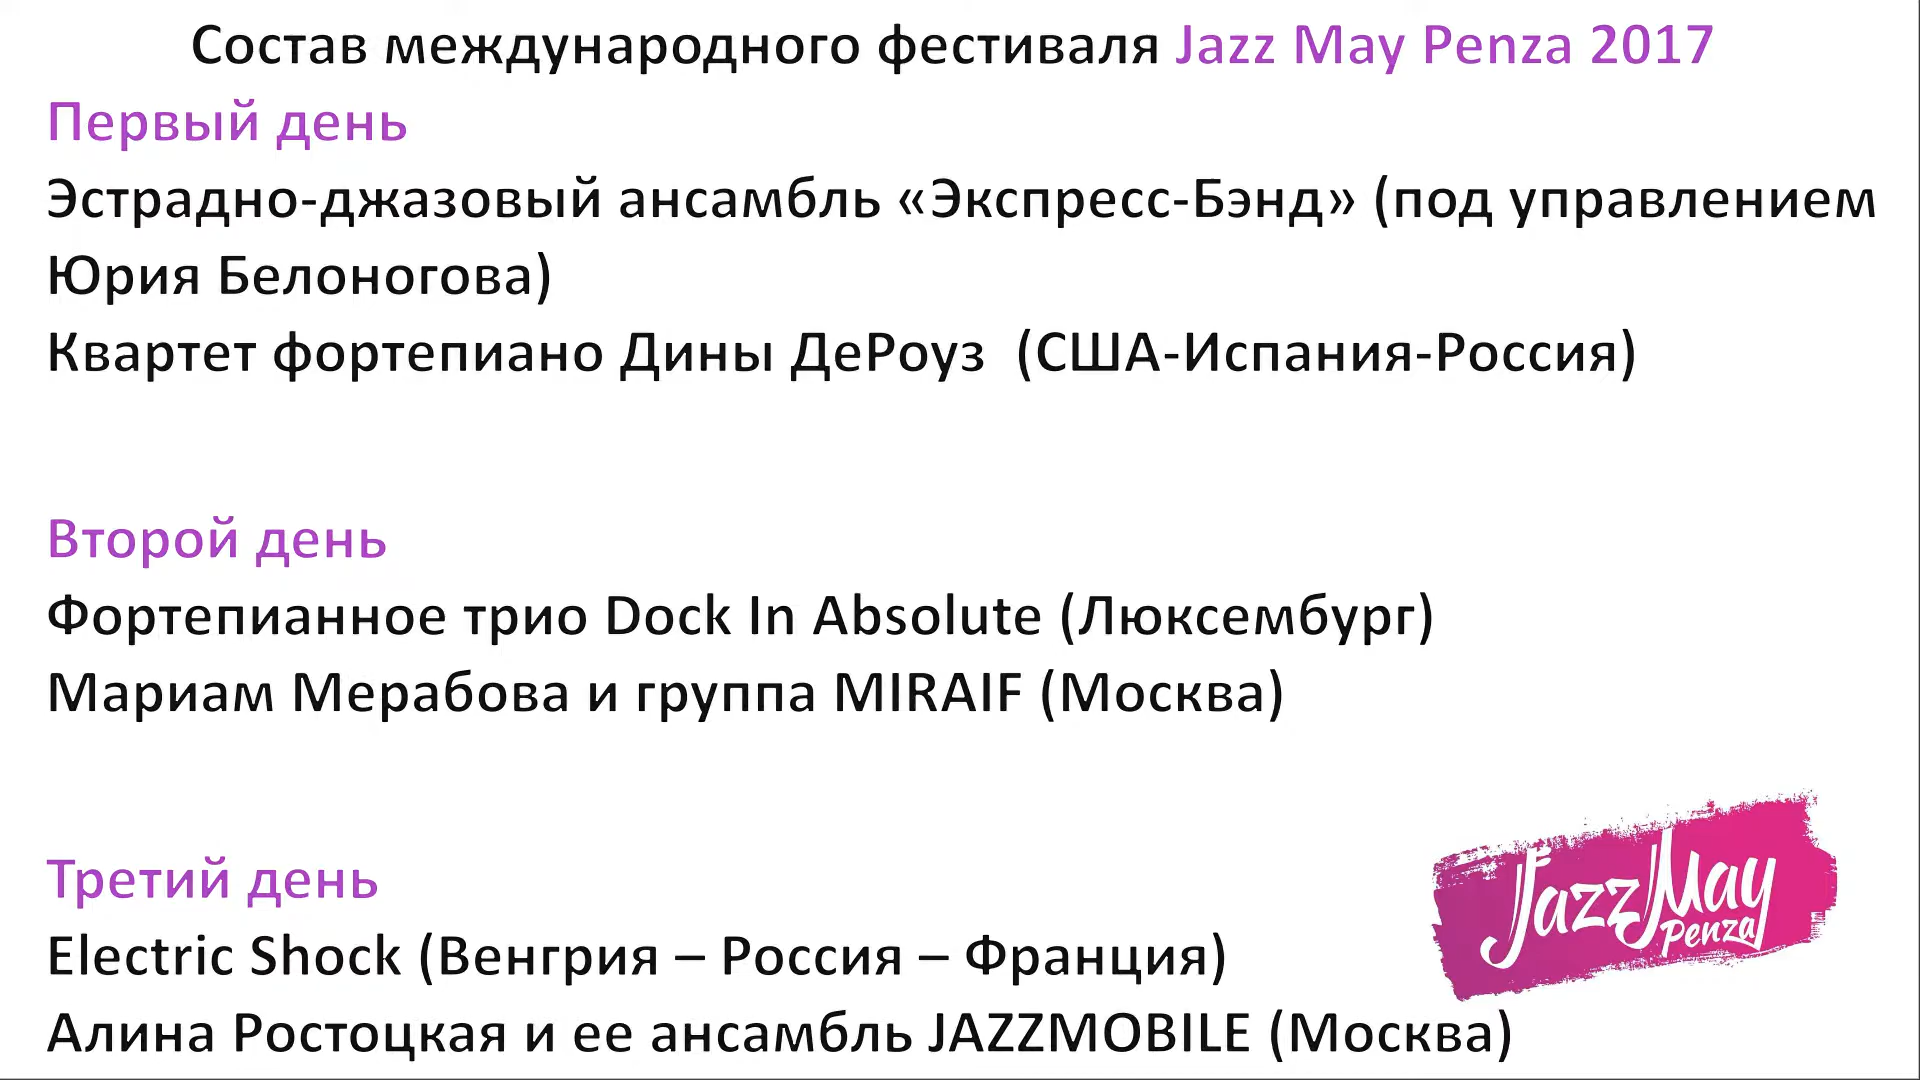 Состав международного фестиваля Jazz May Penza 2017
Первый день
Эстрадно-джазовый ансамбль «Экспресс-Бэнд» (под управлением
Юрия Белоногова)
Квартет фортепиано Дины ДеРоуз (США-Испания-Россия)
Второй день
Фортепианное трио Dock In Absolute (Люксембург)
Мариам Мерабова и группа MIRAIF (Москва)
Третий день
Electric Shock (Венгрия – Россия – Франция)
Алина Ростоцкая и ее ансамбль JAZZMOBILE (Москва)
Jazz May
Penza